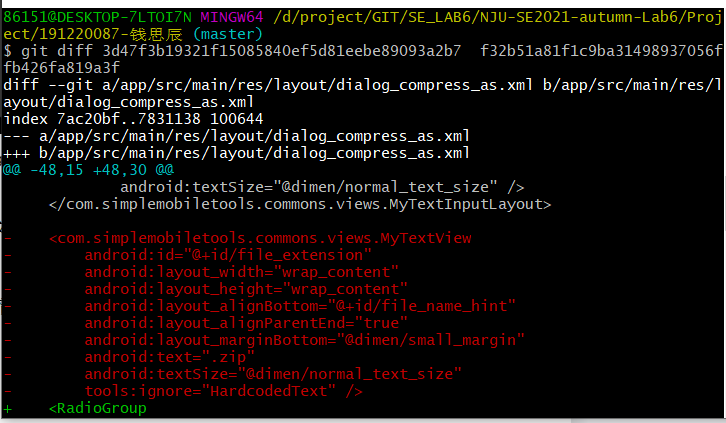 86151@DESKTOP-7LTOI7N MINGW64 /d/project/GIT/SE_LAB6/NJU-SE2021-autumn-Lab6/Proj
ect/191220087-钱思辰 (master)
$ git diff 3d47f3b19321f15085840ef5d81eebe89093a2b7  f32b51a81f1c9ba31498937056f
fb426fa819a3f
diff --git a/app/src/main/res/layout/dialog_compress_as.xml b/app/src/main/res/l
ayout/dialog_compress_as.xml
index 7ac20bf..7831138 100644
--- a/app/src/main/res/layout/dialog_compress_as.xml
+++ b/app/src/main/res/layout/dialog_compress_as.xml
@@ -48,15 +48,30 @@
             android:textSize="@dimen/normal_text_size" />
     </com.simplemobiletools.commons.views.MyTextInputLayout>
-    <com.simplemobiletools.commons.views.MyTextView
-        android:id="@+id/file_extension"
-        android:layout_width="wrap_content"
-        android:layout_height="wrap_content"
-        android:layout_alignBottom="@+id/file_name_hint"
-        android:layout_alignParentEnd="true"
-        android:layout_marginBottom="@dimen/small_margin"
-        android:text=".zip"
-        android:textSize="@dimen/normal_text_size"
-        tools:ignore="HardcodedText" />
+    <RadioGroup